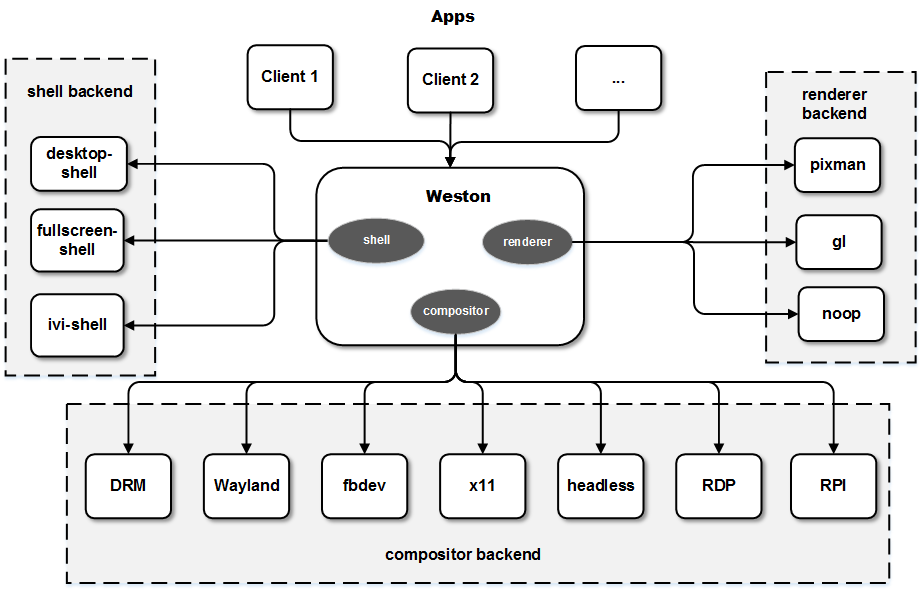 Apps
Client 1
Client 2
...
shell backend
desktop-
shell
fullscreen-
shell
ivi-shell
Weston
shell
renderer
compositor
renderer
backend
pixman
gl
noop
DRM
Wayland
fbdev
x11
headless
RDP
RPI
compositor backend